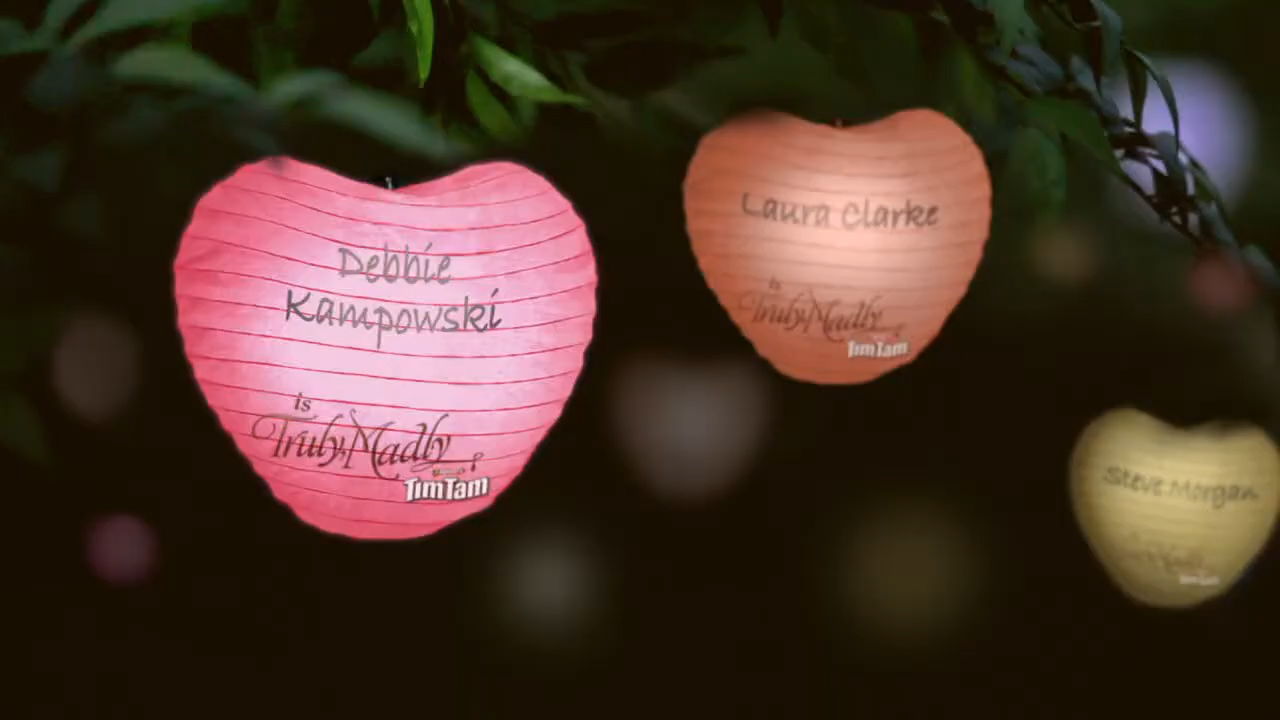 Debbie
Kampowski
is
Truly, Madly
TimTam
Laura Clarke
is
Truly, Madly
TimTam
Steve Morgan